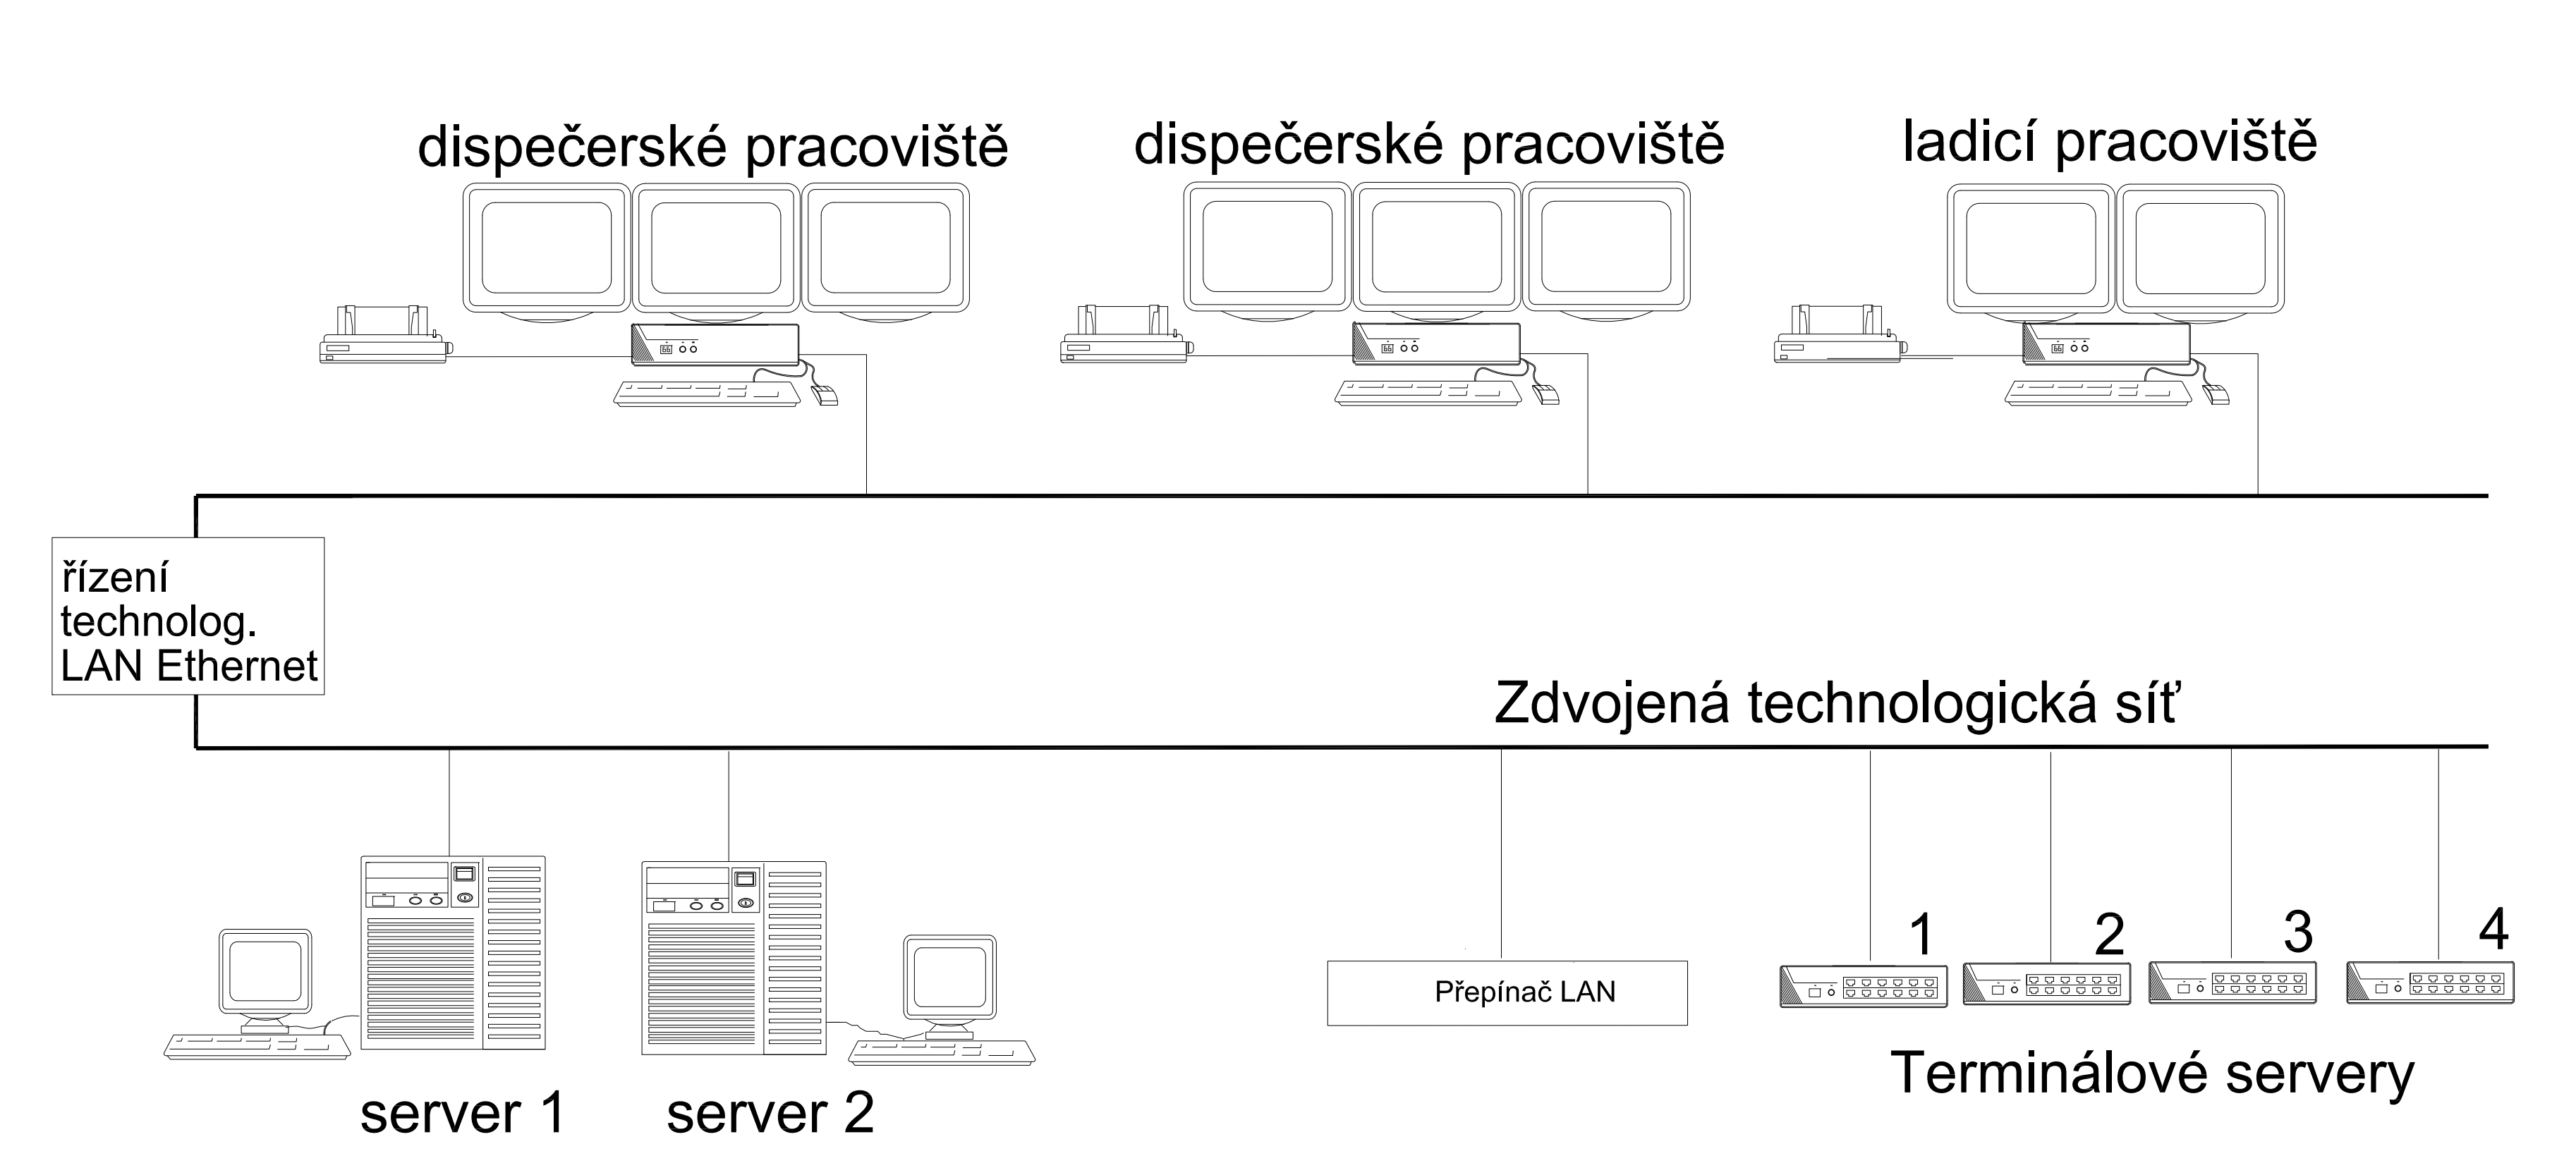 dispečerské pracoviště
dispečerské pracoviště
ladicí pracoviště
řízení
technolog.
LAN Ethernet
Zdvojená technologická síť
Přepínač LAN
1
2
3
4
Terminálové servery
server 1
server 2